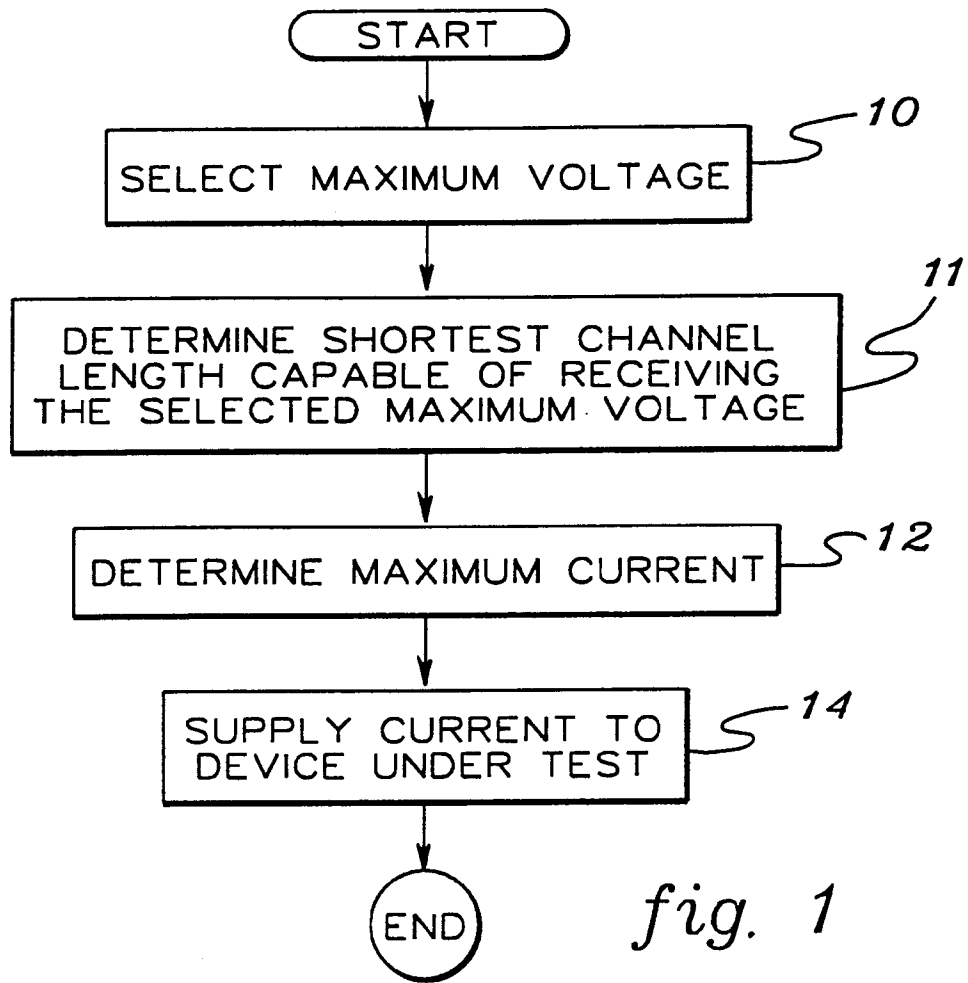 START
10
SELECT MAXIMUM VOLTAGE
11
DETERMINE SHORTEST CHANNEL
LENGTH CAPABLE OF RECEIVING
THE SELECTED MAXIMUM VOLTAGE
12
DETERMINE MAXIMUM CURRENT
14
SUPPLY CURRENT TO
DEVICE UNDER TEST
END
fig. 1